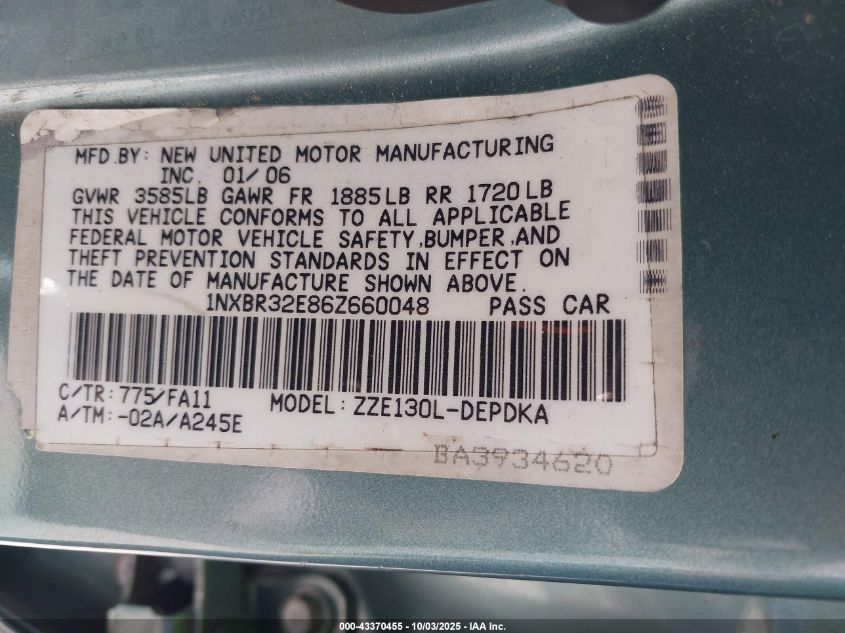 MFD.BY: NEW UNITED MOTOR MANUFACTURING
INC. 01/06
GVWR 3585LB GAWR FR 1885LB RR 1720LB
THIS VEHICLE CONFORMS TO ALL APPLICABLE
FEDERAL MOTOR VEHICLE SAFETY,BUMPER,AND
THEFT PREVENTION STANDARDS IN EFFECT ON
THE DATE OF MANUFACTURE SHOWN ABOVE.
1NXBR32E86Z660048 PASS CAR
C/TR:775/FA11 MODEL:ZZE130L-DEPDKA
A/TM:-02A/A245E
BA3934620
000-43370455 - 10/03/2025 - IAA Inc.